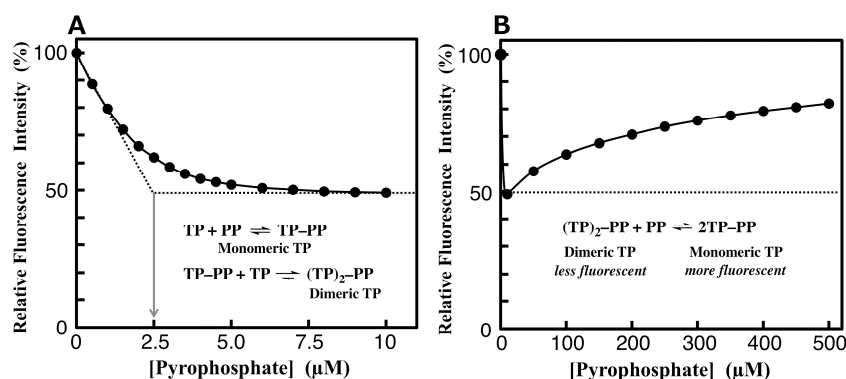 A
Relative Fluorescence Intensity (%)
100
50
0
TP + PP ⇌ TP–PP
Monomeric TP
TP–PP + TP ⇌ (TP)₂–PP
Dimeric TP
0 2.5 5.0 7.5 10
[Pyrophosphate] (μM)
B
Relative Fluorescence Intensity (%)
100
50
0
(TP)₂–PP + PP ⇌ 2TP–PP
Dimeric TP Monomeric TP
less fluorescent more fluorescent
0 100 200 300 400 500
[Pyrophosphate] (μM)